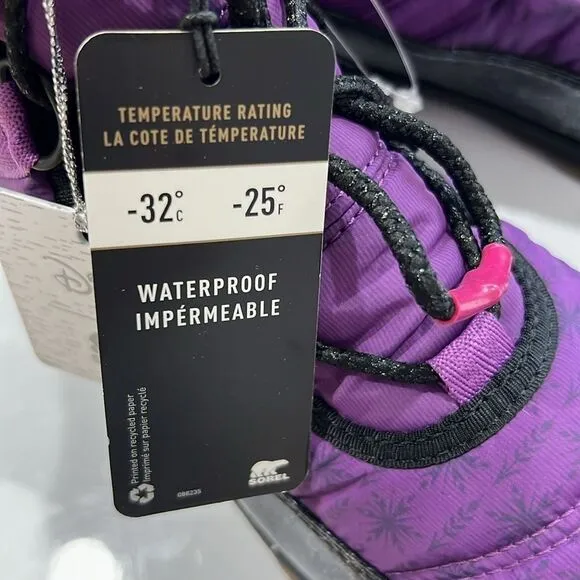 TEMPERATURE RATING
LA COTE DE TÉMPERATURE
-32°C -25°F
WATERPROOF
IMPÉRMEABLE
Printed on recycled paper
Imprimé sur papier recyclé
SOREL